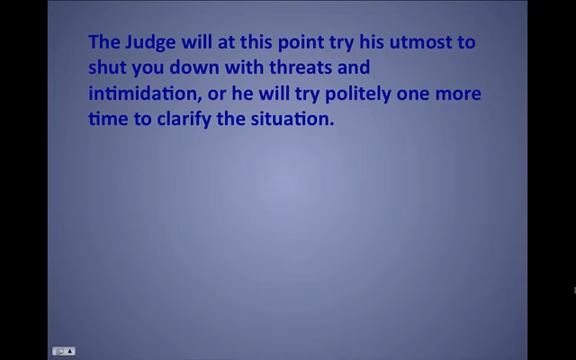 The Judge will at this point try his utmost to
shut you down with threats and
intimidation, or he will try politely one more
time to clarify the situation.